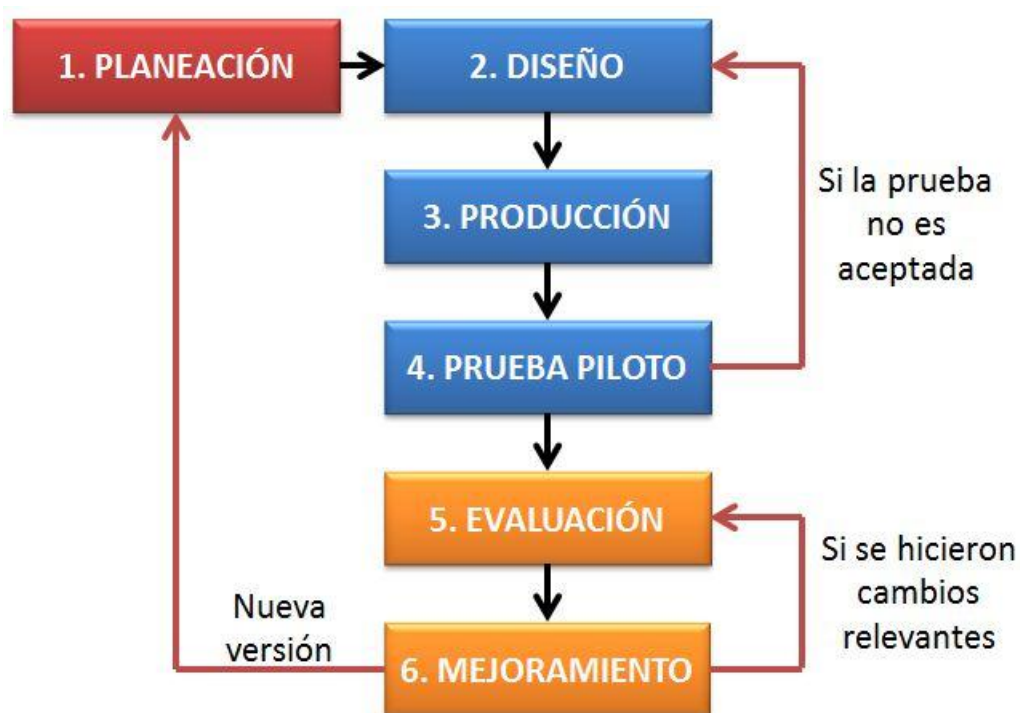 1. PLANEACIÓN
2. DISEÑO
3. PRODUCCIÓN
4. PRUEBA PILOTO
Si la prueba
no es
aceptada
5. EVALUACIÓN
6. MEJORAMIENTO
Si se hicieron
cambios
relevantes
Nueva
versión